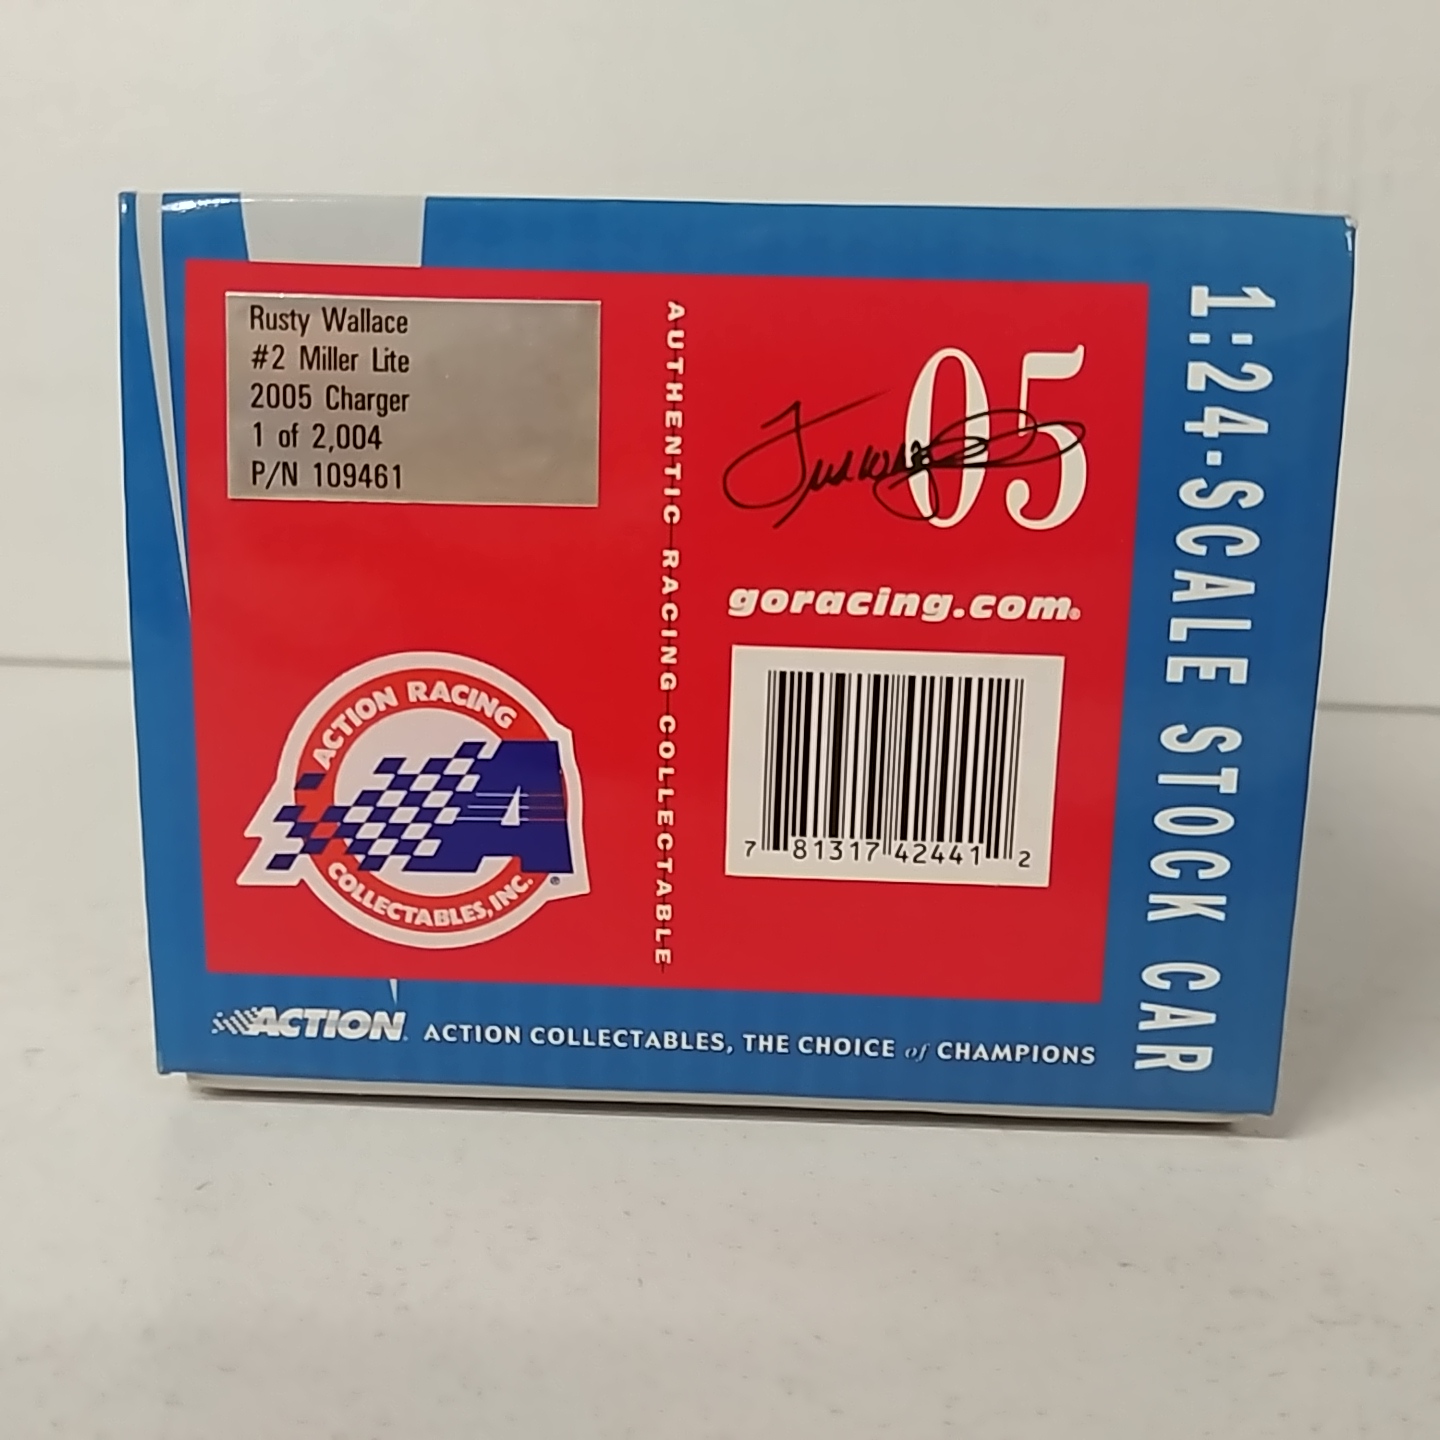 Rusty Wallace
#2 Miller Lite
2005 Charger
1 of 2,004
P/N 109461
AUTHENTIC RACING COLLECTABLE
05
goracing.com®
7 81317 42441 2
ACTION RACING
COLLECTABLES, INC.
A
®
ACTION®
ACTION COLLECTABLES, THE CHOICE of CHAMPIONS
1:24-SCALE STOCK CAR